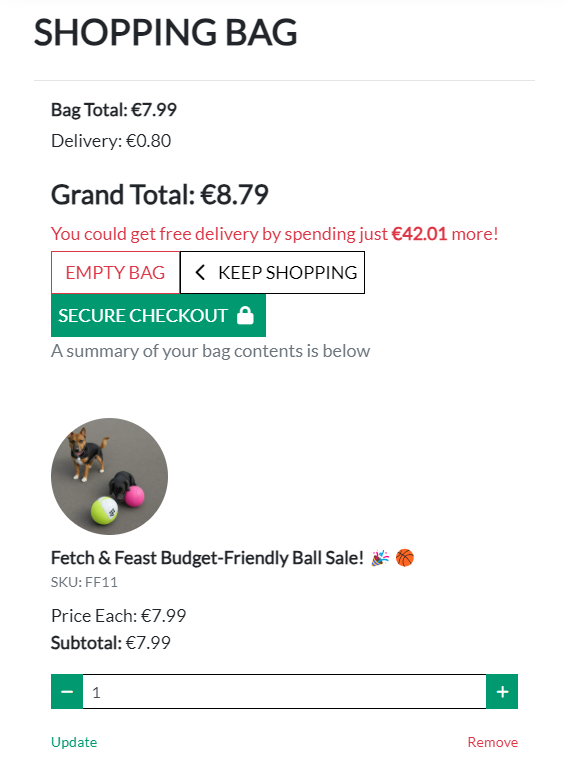 SHOPPING BAG
Bag Total: €7.99
Delivery: €0.80
Grand Total: €8.79
You could get free delivery by spending just €42.01 more!
EMPTY BAG
KEEP SHOPPING
SECURE CHECKOUT
A summary of your bag contents is below
Fetch & Feast Budget-Friendly Ball Sale! 🎉 🏀
SKU: FF11
Price Each: €7.99
Subtotal: €7.99
1
Update
Remove